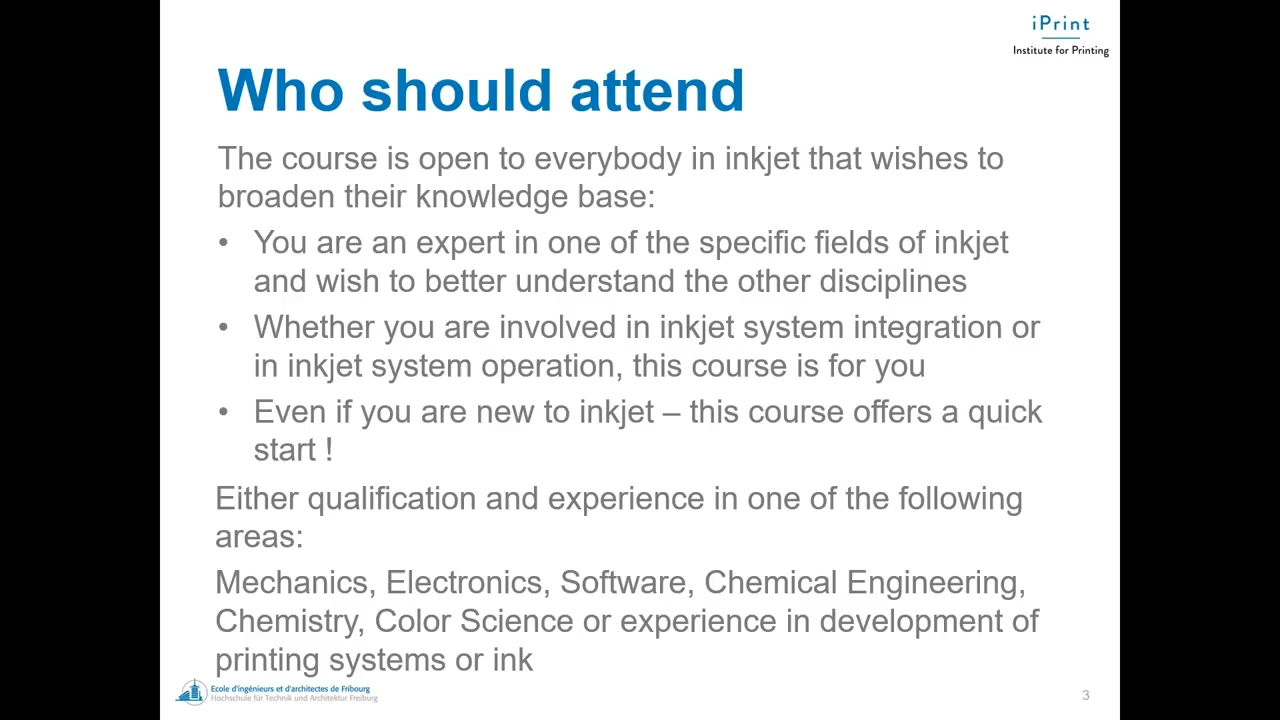 iPrint
Institute for Printing
Who should attend
The course is open to everybody in inkjet that wishes to
broaden their knowledge base:
• You are an expert in one of the specific fields of inkjet
and wish to better understand the other disciplines
• Whether you are involved in inkjet system integration or
in inkjet system operation, this course is for you
• Even if you are new to inkjet – this course offers a quick
start !
Either qualification and experience in one of the following
areas:
Mechanics, Electronics, Software, Chemical Engineering,
Chemistry, Color Science or experience in development of
printing systems or ink
Ecole d'ingénieurs et d'architectes de Fribourg
Hochschule für Technik und Architektur Freiburg
3